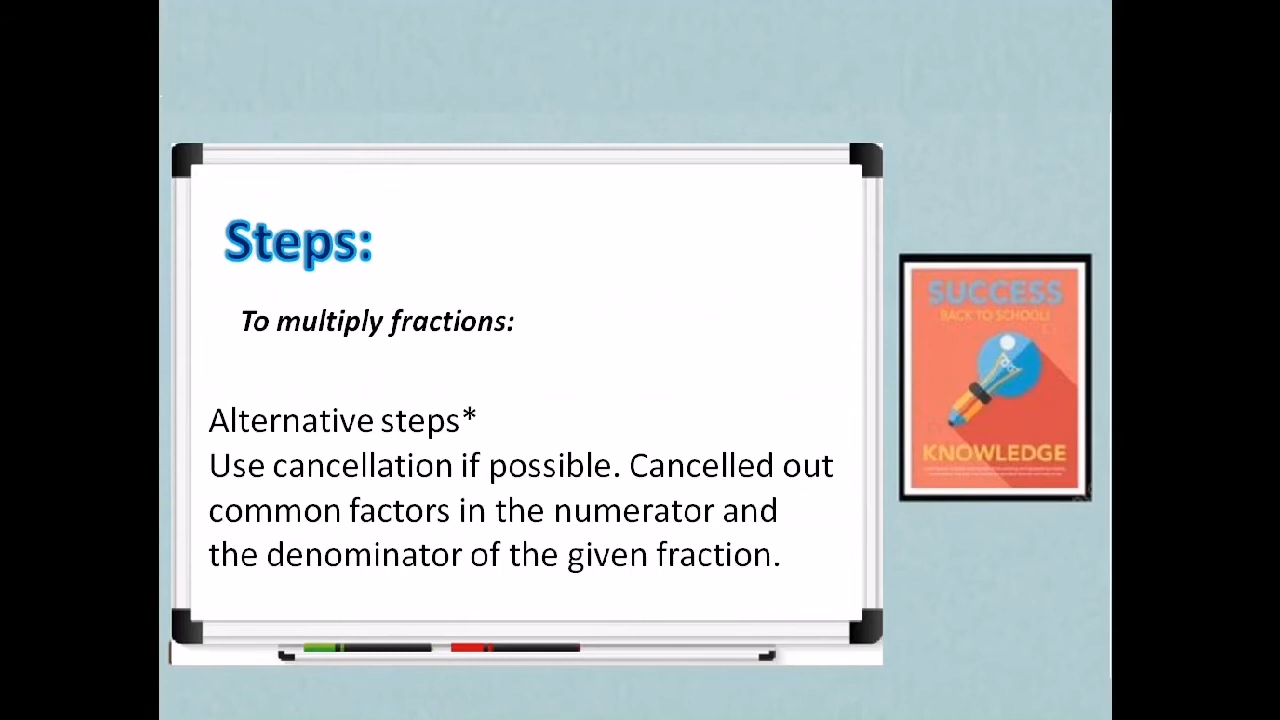 Steps:
To multiply fractions:
Alternative steps*
Use cancellation if possible. Cancelled out
common factors in the numerator and
the denominator of the given fraction.
SUCCESS
BACK TO SCHOOL!
KNOWLEDGE